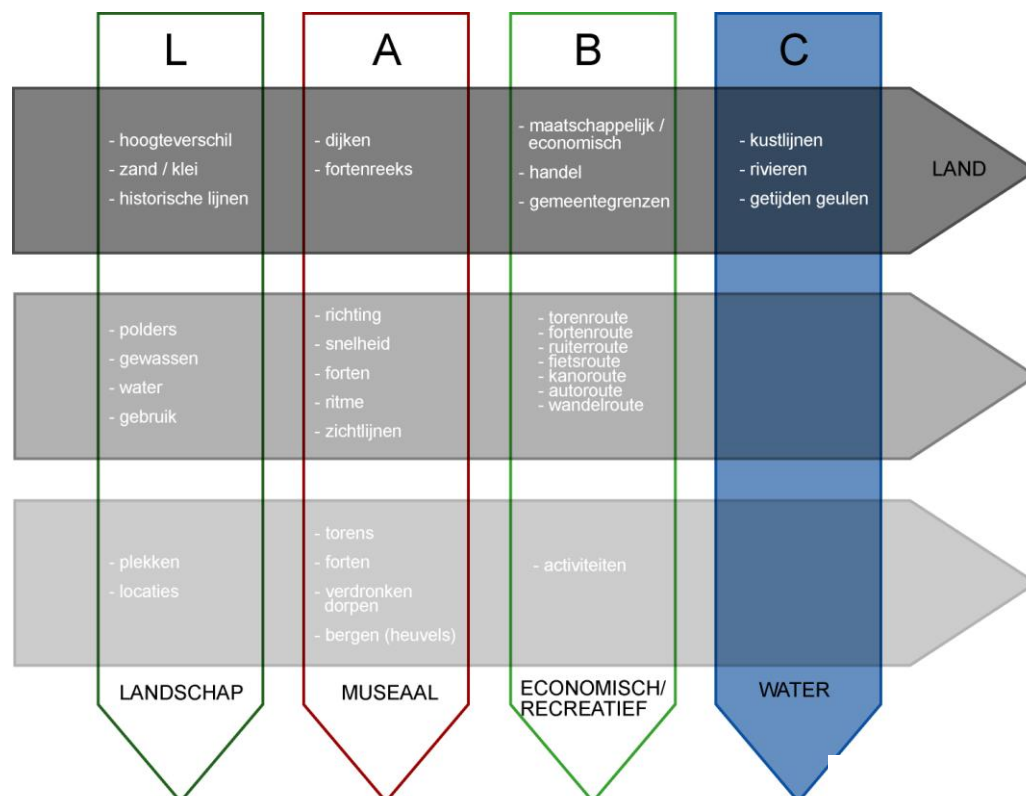 L
A
B
C
- hoogteverschil
- zand / klei
- historische lijnen
- dijken
- fortenreeks
- maatschappelijk /
economisch
- handel
- gemeentegrenzen
- kustlijnen
- rivieren
- getijden geulen
LAND
- polders
- gewassen
- water
- gebruik
- richting
- snelheid
- forten
- ritme
- zichtlijnen
- torenroute
- fortenroute
- ruiterroute
- fietsroute
- kanoroute
- autoroute
- wandelroute
- plekken
- locaties
- torens
- forten
- verdronken
dorpen
- bergen (heuvels)
- activiteiten
LANDSCHAP
MUSEAAL
ECONOMISCH/
RECREATIEF
WATER